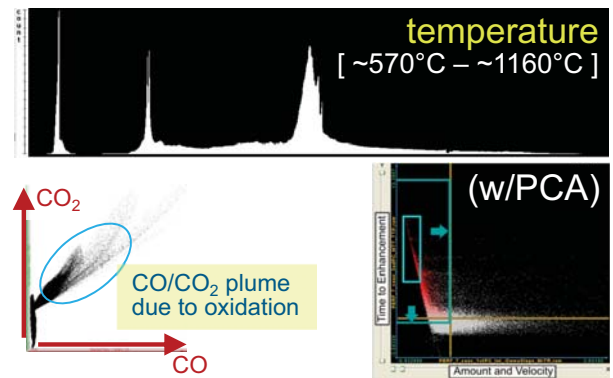 count
temperature
[ ~570°C – ~1160°C ]
CO₂
CO/CO₂ plume
due to oxidation
CO
(w/PCA)
Time to Enhancement
Amount and Velocity